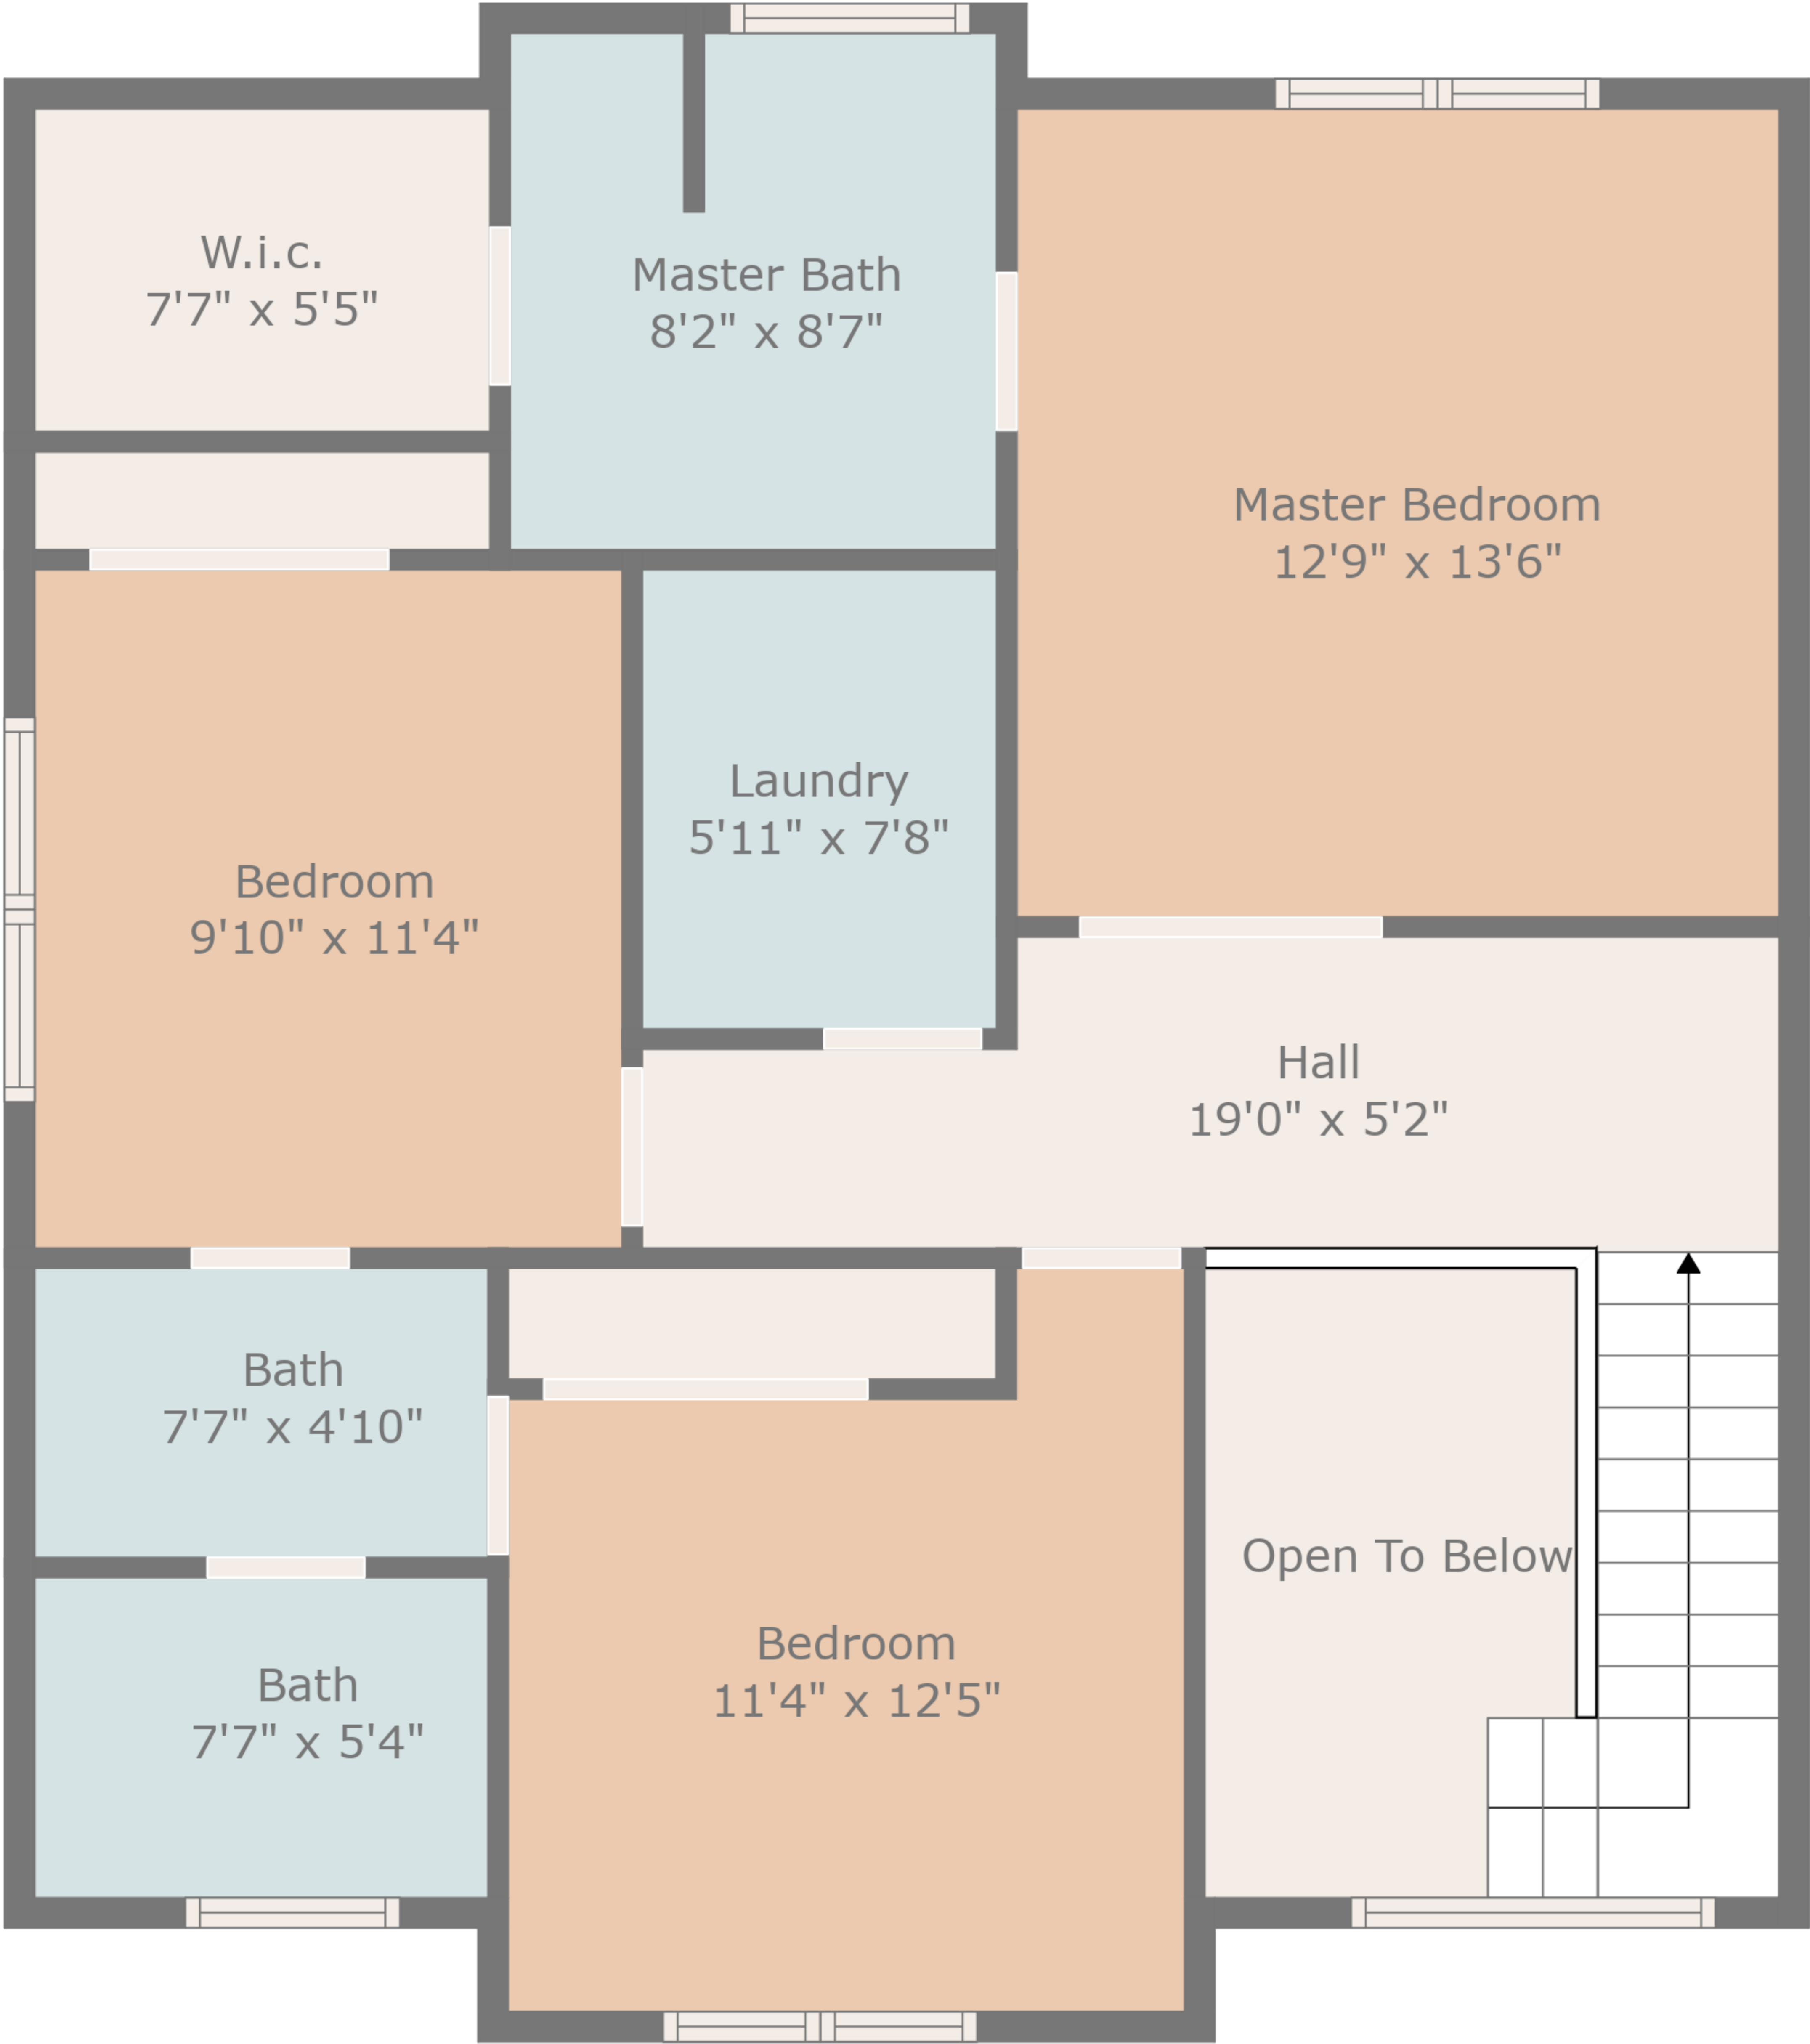 W.i.c.
7'7" x 5'5"
Master Bath
8'2" x 8'7"
Master Bedroom
12'9" x 13'6"
Laundry
5'11" x 7'8"
Bedroom
9'10" x 11'4"
Hall
19'0" x 5'2"
Bath
7'7" x 4'10"
Open To Below
Bedroom
11'4" x 12'5"
Bath
7'7" x 5'4"